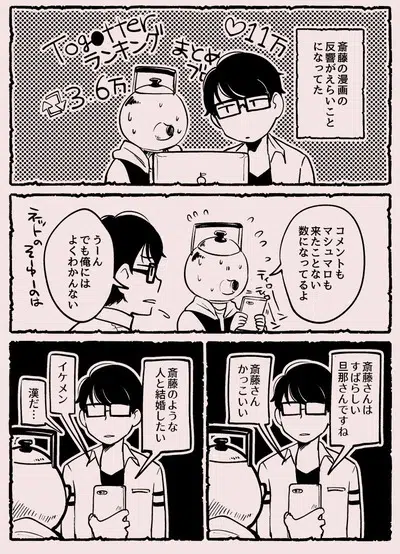 斎藤の漫画の
反響がえらいこと
になってた
Togotter
ランキング
まとめ
ブロ
♡11万
3.6万
コメントも
マシュマロも
来たことない
数になってるよ
うーん
でも俺には
よくわかんない
ネットの
そーゆーのは
斎藤さんは
すばらしい
旦那さんですね
斎藤さん
かっこいい
斎藤のような
人と結婚したい
イケメン
漢だ…